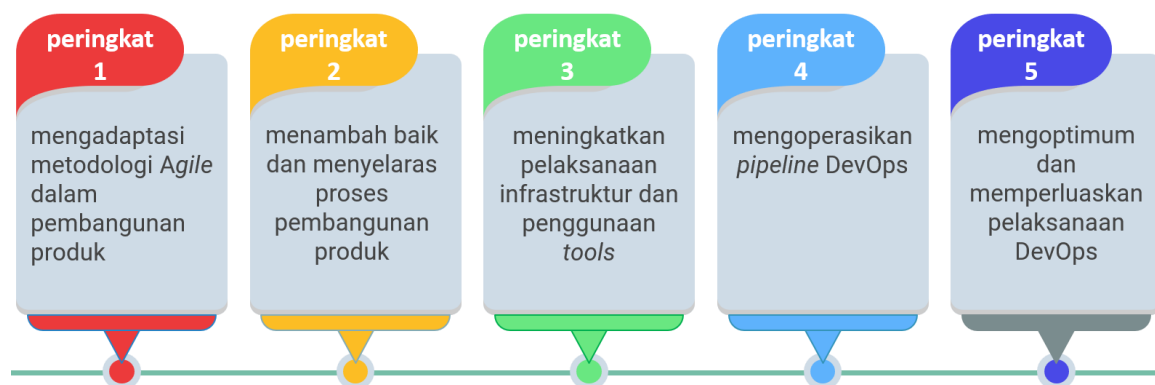 peringkat
1
mengadaptasi
metodologi Agile
dalam
pembangunan
produk
peringkat
2
menambah baik
dan menyelaras
proses
pembangunan
produk
peringkat
3
meningkatkan
pelaksanaan
infrastruktur dan
penggunaan
tools
peringkat
4
mengoperasikan
pipeline DevOps
peringkat
5
mengoptimum
dan
memperluaskan
pelaksanaan
DevOps